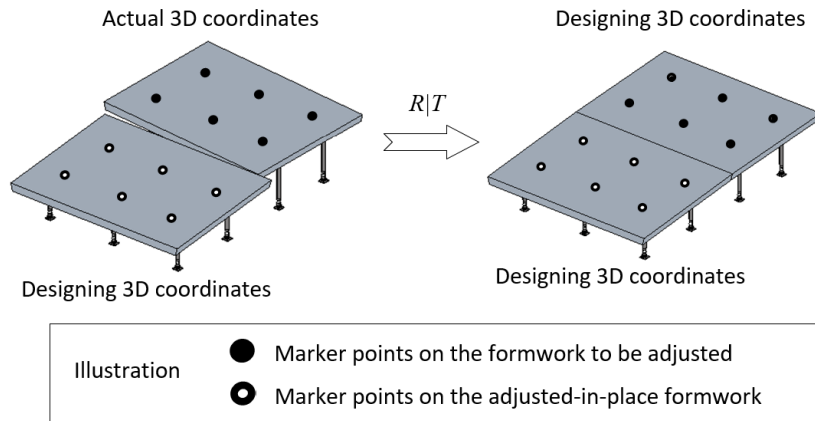 Actual 3D coordinates
Designing 3D coordinates
R|T
Designing 3D coordinates
Designing 3D coordinates
Illustration
Marker points on the formwork to be adjusted
Marker points on the adjusted-in-place formwork